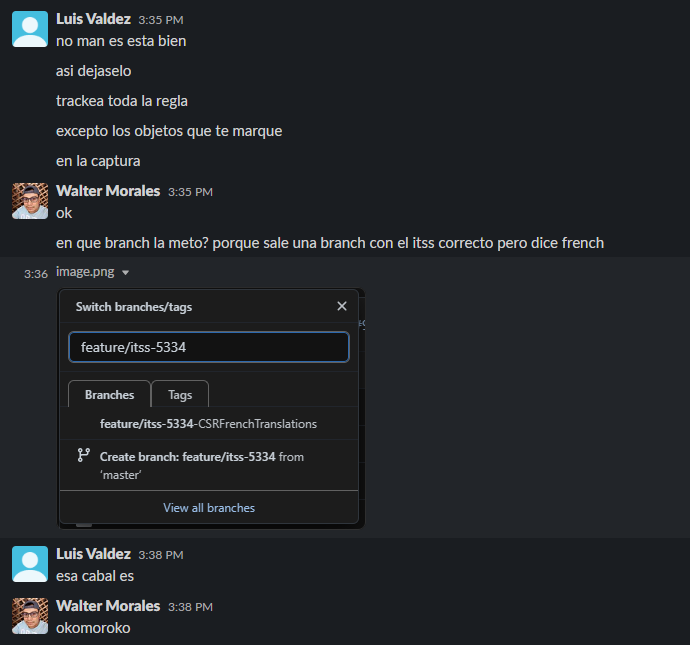 Luis Valdez 3:35 PM
no man es esta bien
asi dejaselo
trackea toda la regla
excepto los objetos que te marque
en la captura
Walter Morales 3:35 PM
ok
en que branch la meto? porque sale una branch con el itss correcto pero dice french
3:36 image.png
Switch branches/tags
feature/itss-5334
Branches Tags
feature/itss-5334-CSRFrenchTranslations
Create branch: feature/itss-5334 from
'master'
View all branches
Luis Valdez 3:38 PM
esa cabal es
Walter Morales 3:38 PM
okomoroko